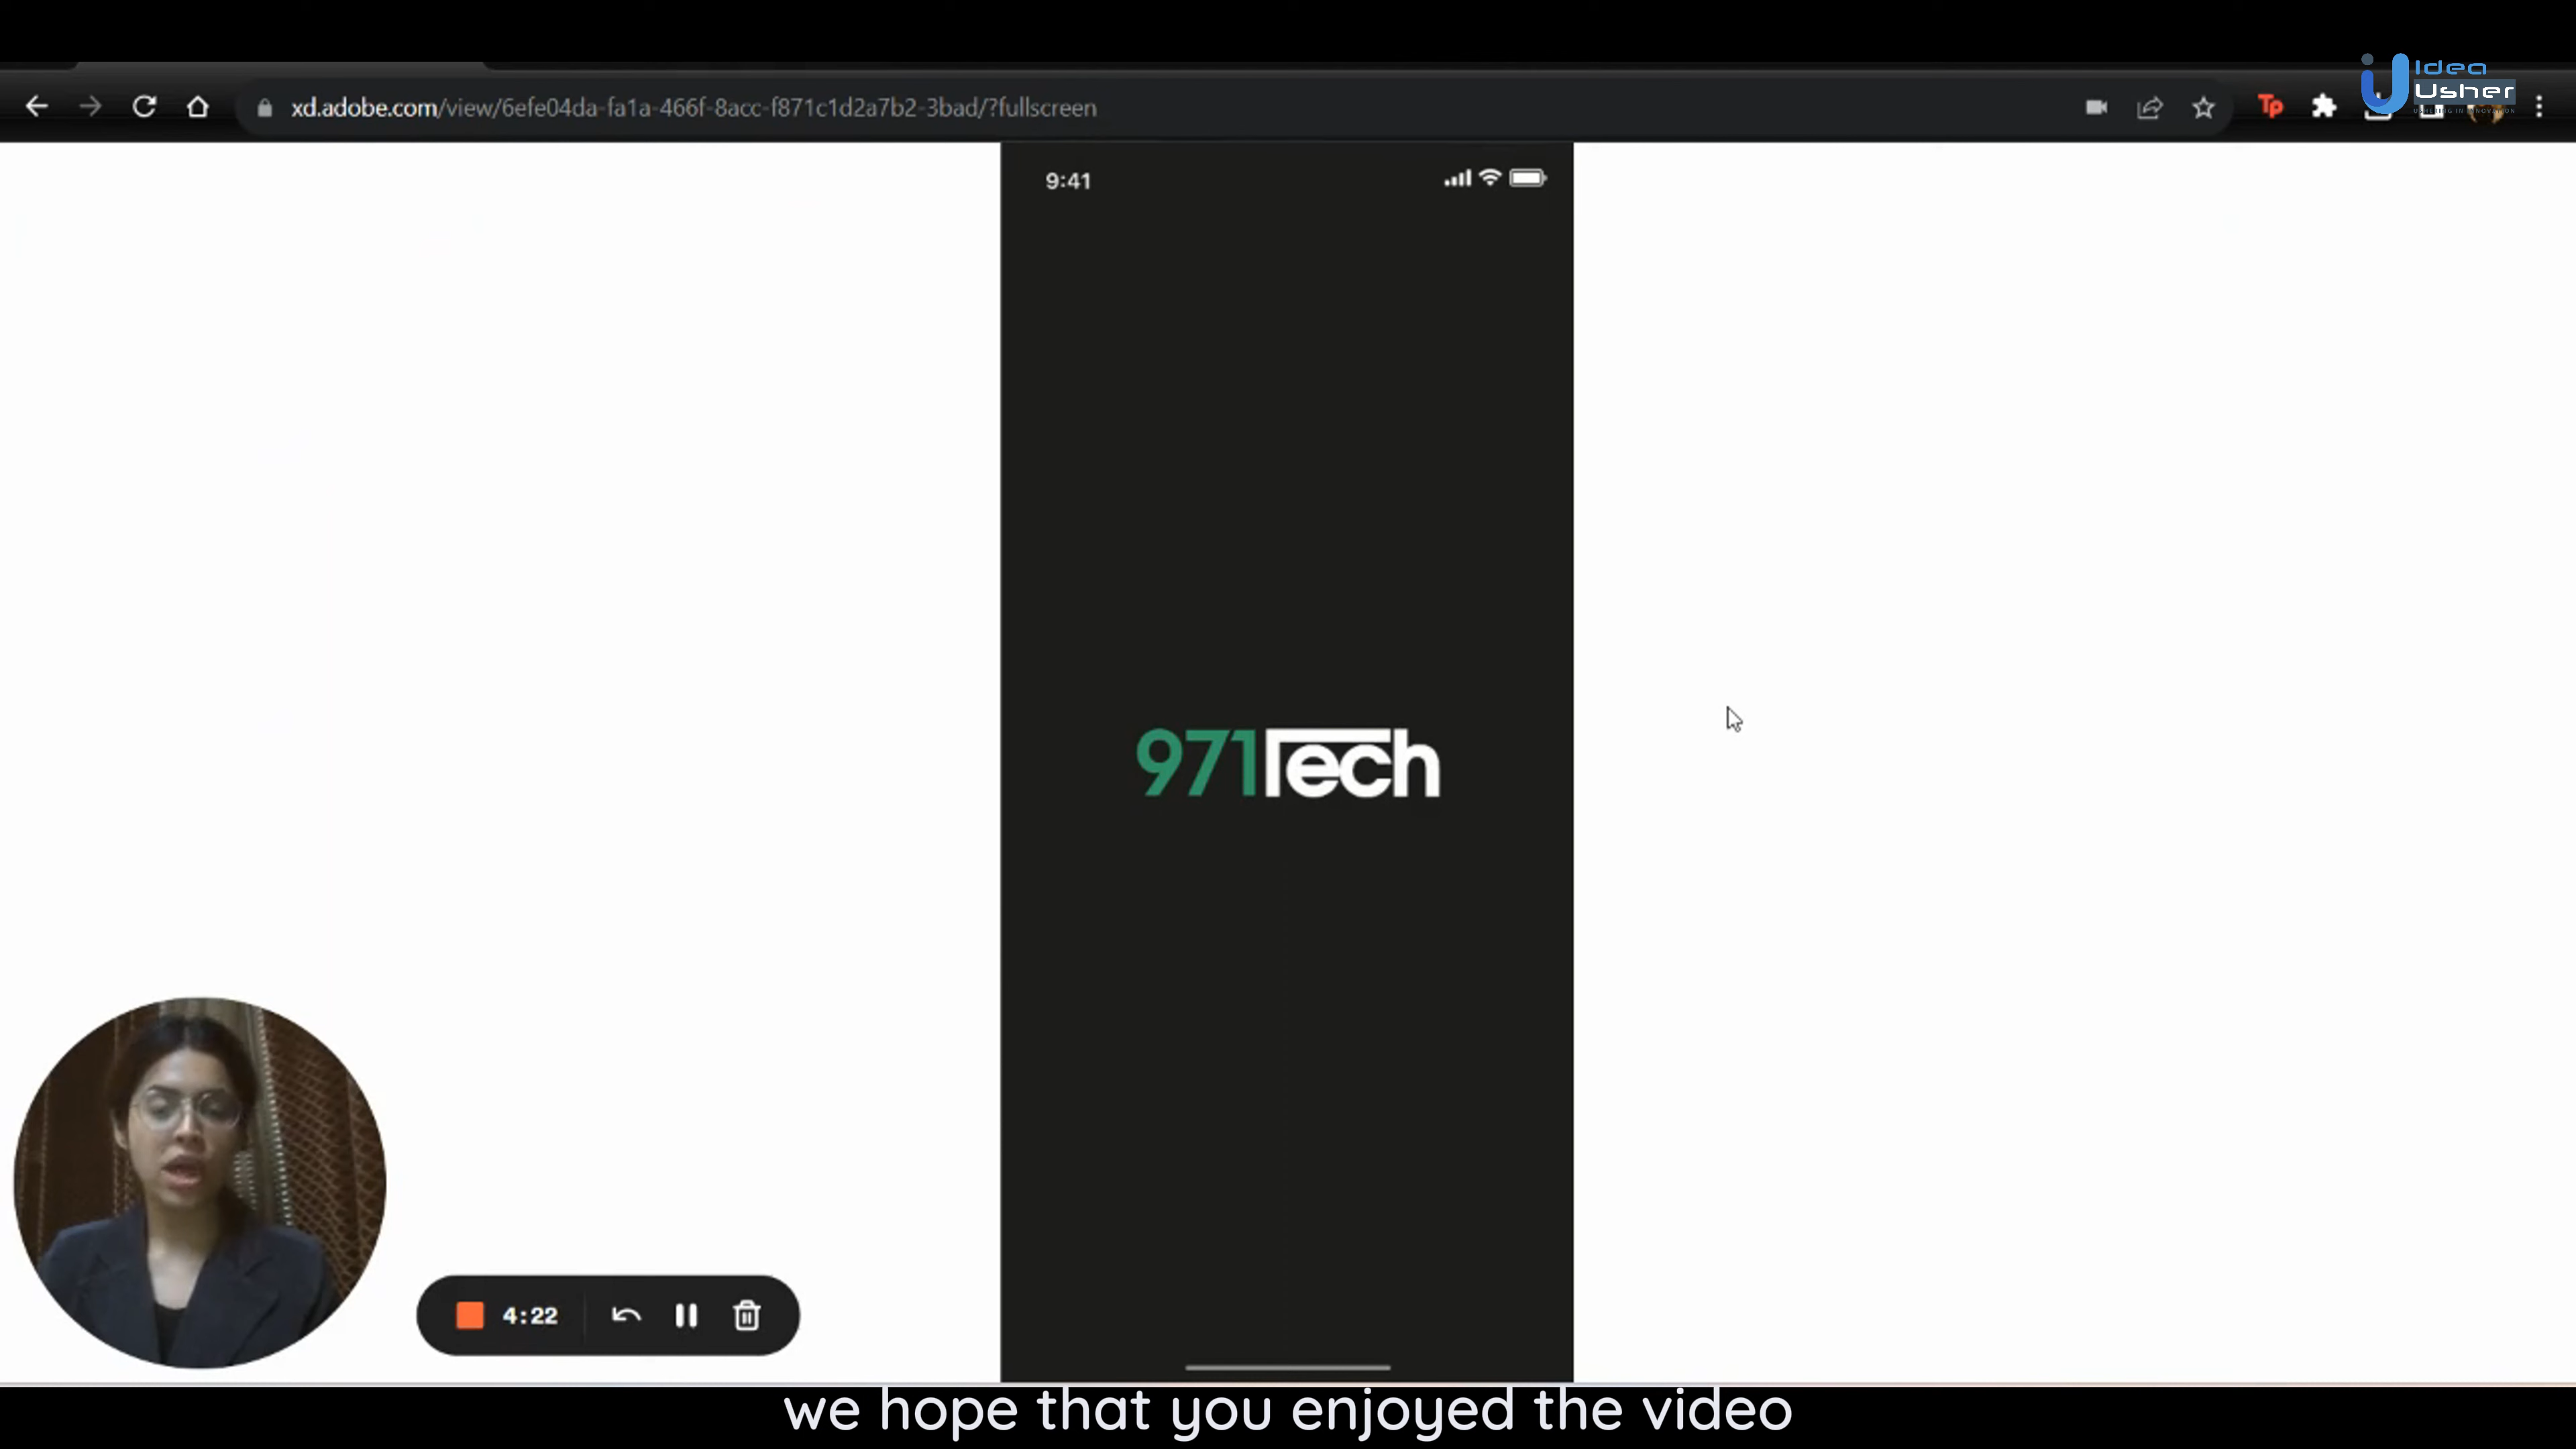 Idea
Usher
xd.adobe.com/view/6efe04da-fa1a-466f-8acc-f871c1d2a7b2-3bad/?fullscreen
Tp
9:41
971Tech
4:22
we hope that you enjoyed the video